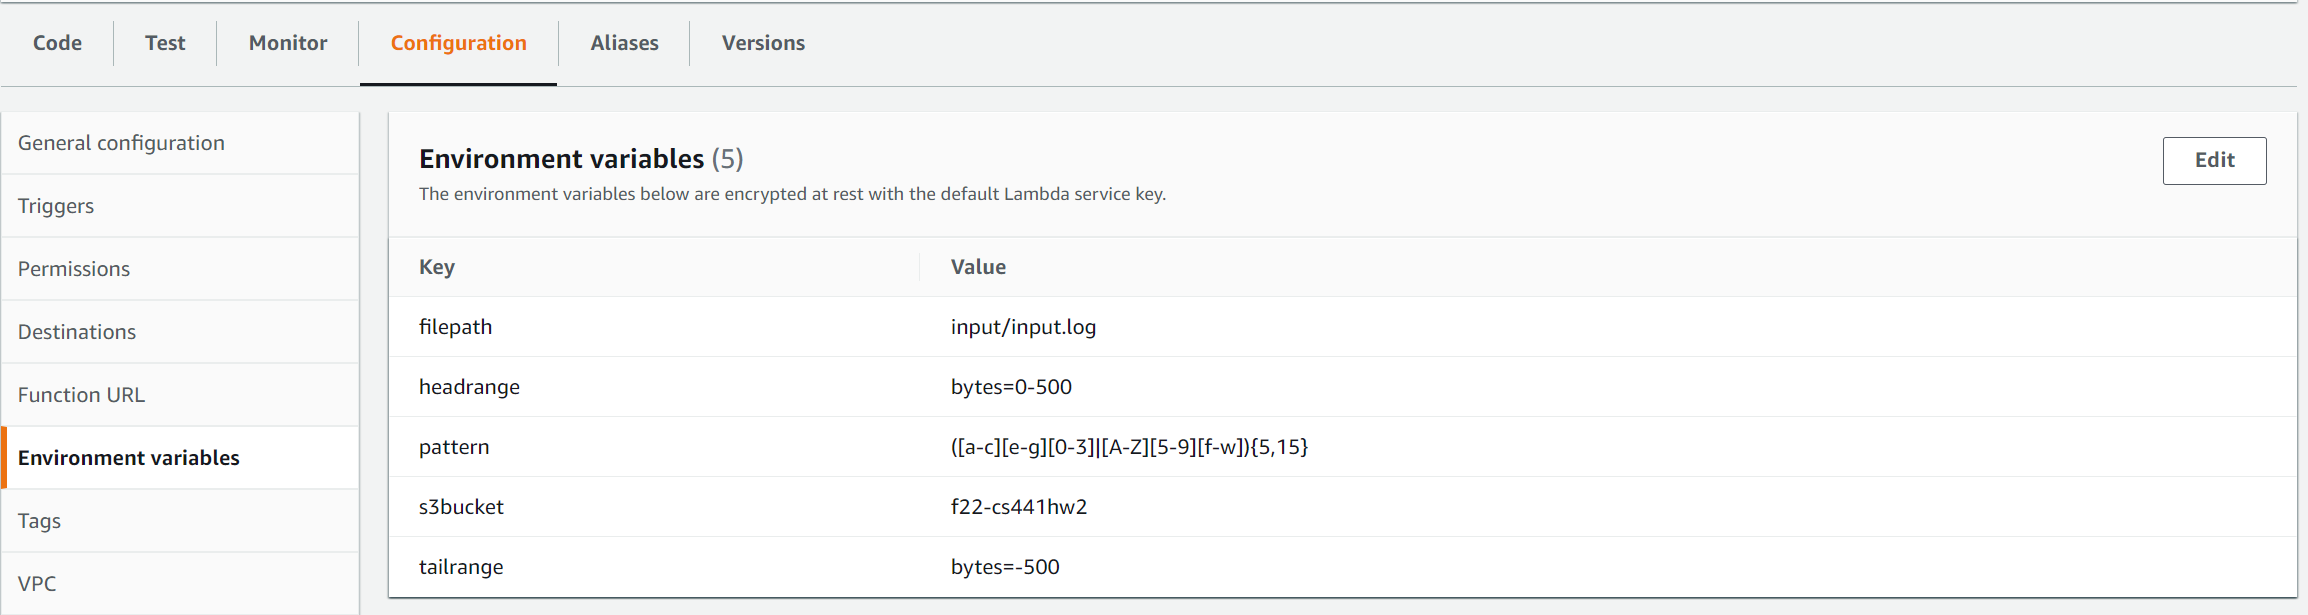 Code Test Monitor Configuration Aliases Versions
General configuration
Triggers
Permissions
Destinations
Function URL
Environment variables
Tags
VPC
Environment variables (5)
Edit
The environment variables below are encrypted at rest with the default Lambda service key.
Key Value
filepath input/input.log
headrange bytes=0-500
pattern ([a-c][e-g][0-3]|[A-Z][5-9][f-w]){5,15}
s3bucket f22-cs441hw2
tailrange bytes=-500